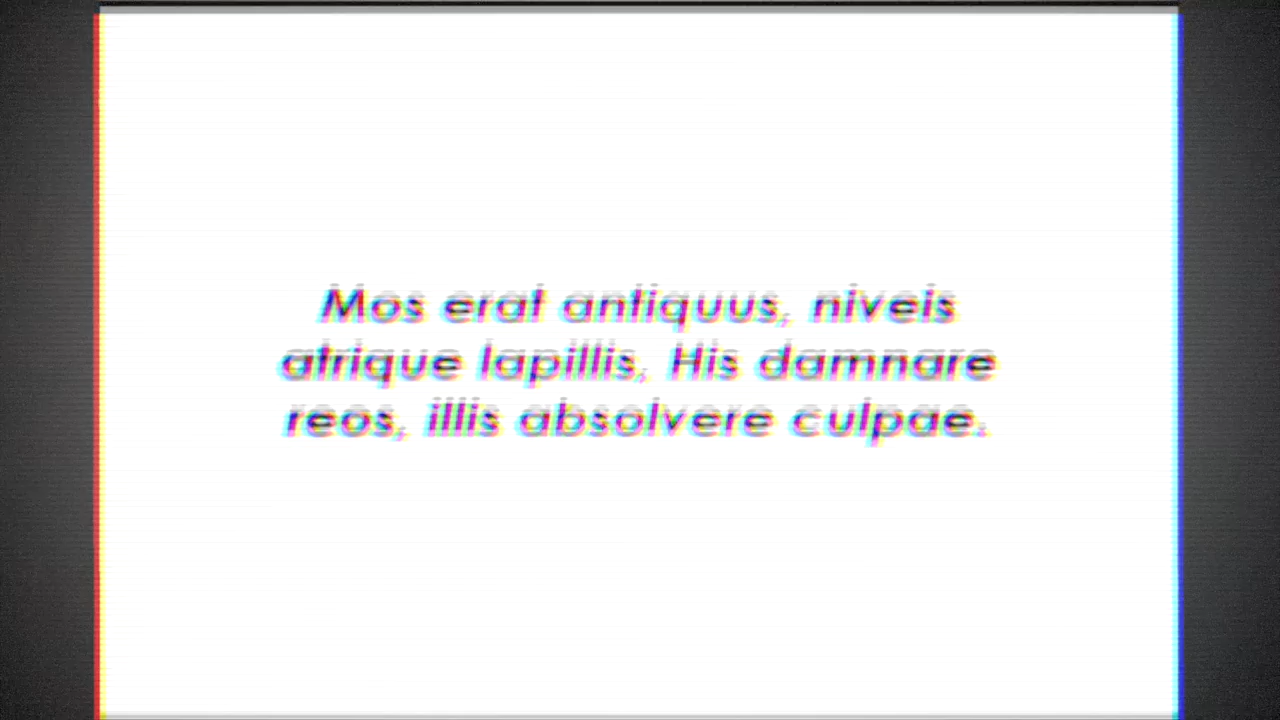 Mos erat antiquus, niveis
atrique lapillis, His damnare
reos, illis absolvere culpae.